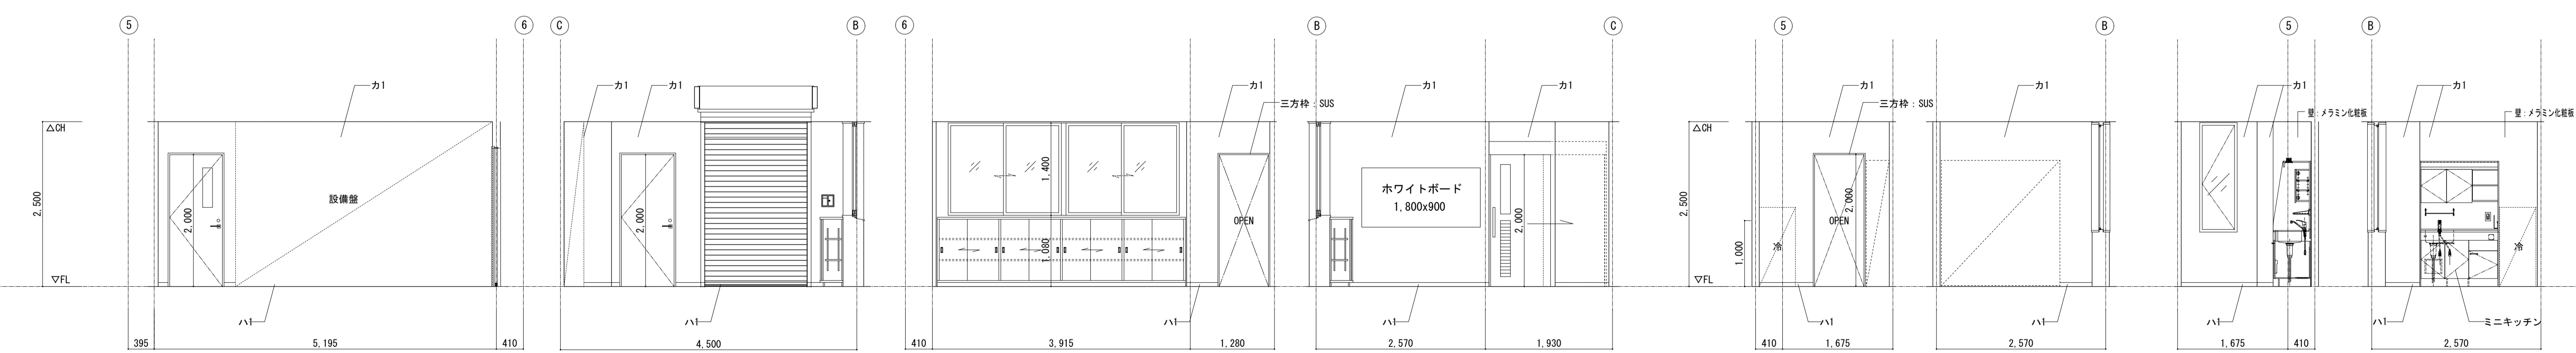 5
6
C
B
6
B
C
5
B
5
B
カ1
カ1
カ1
カ1
三方枠：SUS
カ1
カ1
カ1
三方枠：SUS
カ1
カ1
壁：メラミン化粧板
カ1
壁：メラミン化粧板
△CH
2,500
▽FL
2,000
設備盤
2,000
1,400
1,080
OPEN
ホワイトボード
1,800x900
2,000
△CH
2,500
▽FL
1,000
冷
OPEN
2,000
冷
ハ1
ハ1
ハ1
ハ1
ハ1
ハ1
ハ1
ハ1
ミニキッチン
395
5,195
410
4,500
410
3,915
1,280
2,570
1,930
410
1,675
2,570
1,675
410
2,570